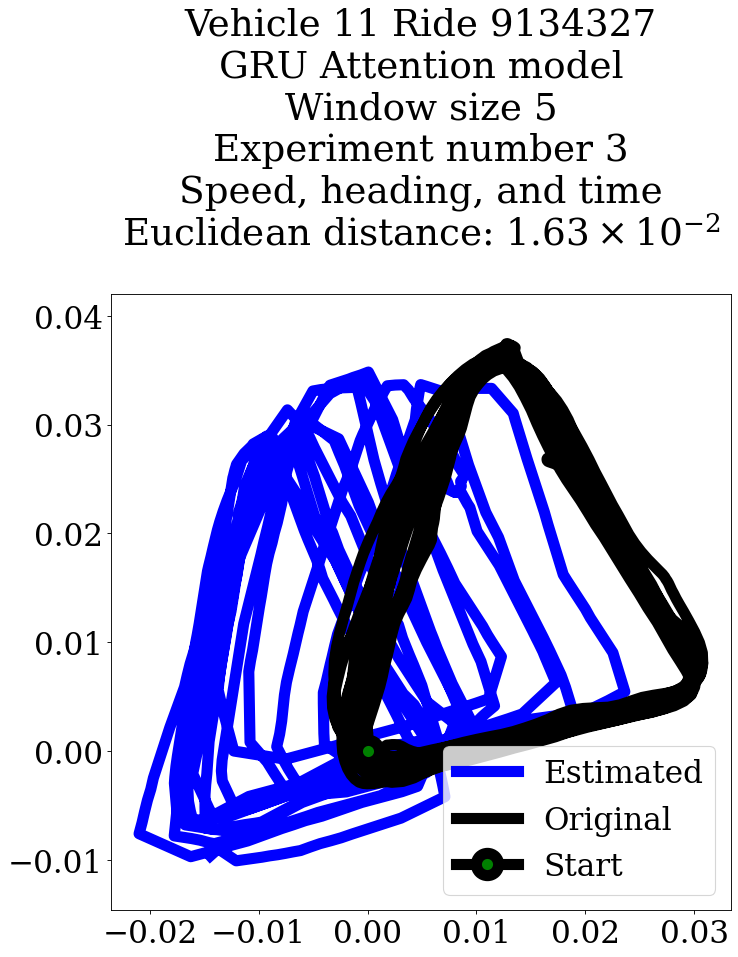 Vehicle 11 Ride 9134327
GRU Attention model
Window size 5
Experiment number 3
Speed, heading, and time
Euclidean distance: 1.63 × 10⁻²
0.04
0.03
0.02
0.01
0.00
−0.01
Estimated
Original
Start
−0.02 −0.01 0.00 0.01 0.02 0.03